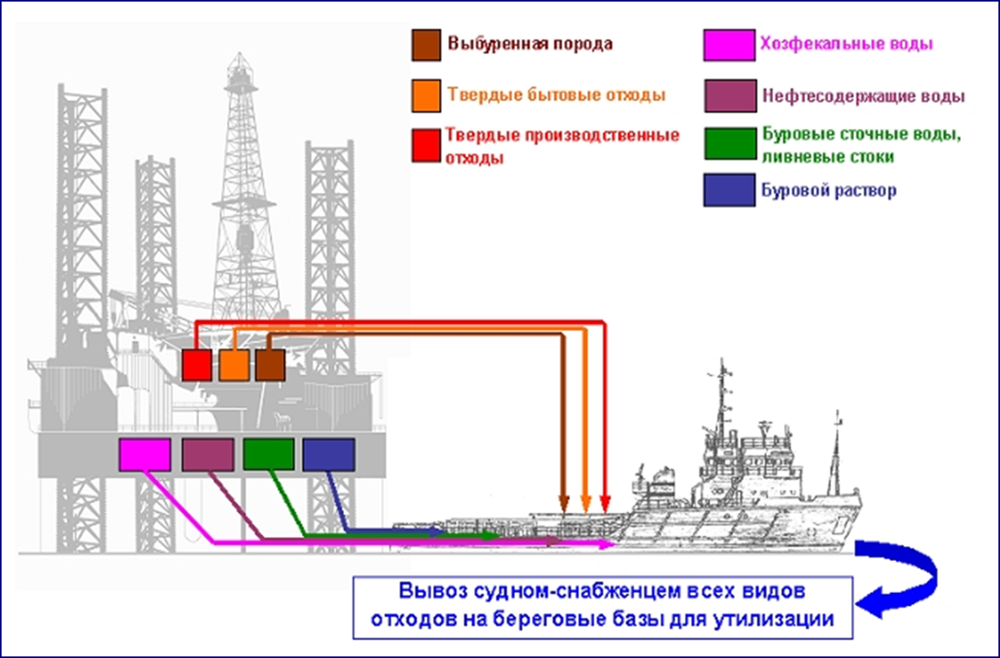 Выбуренная порода
Твердые бытовые отходы
Твердые производственные
отходы
Хозфекальные воды
Нефтесодержащие воды
Буровые сточные воды,
ливневые стоки
Буровой раствор
Вывоз судном-снабженцем всех видов
отходов на береговые базы для утилизации